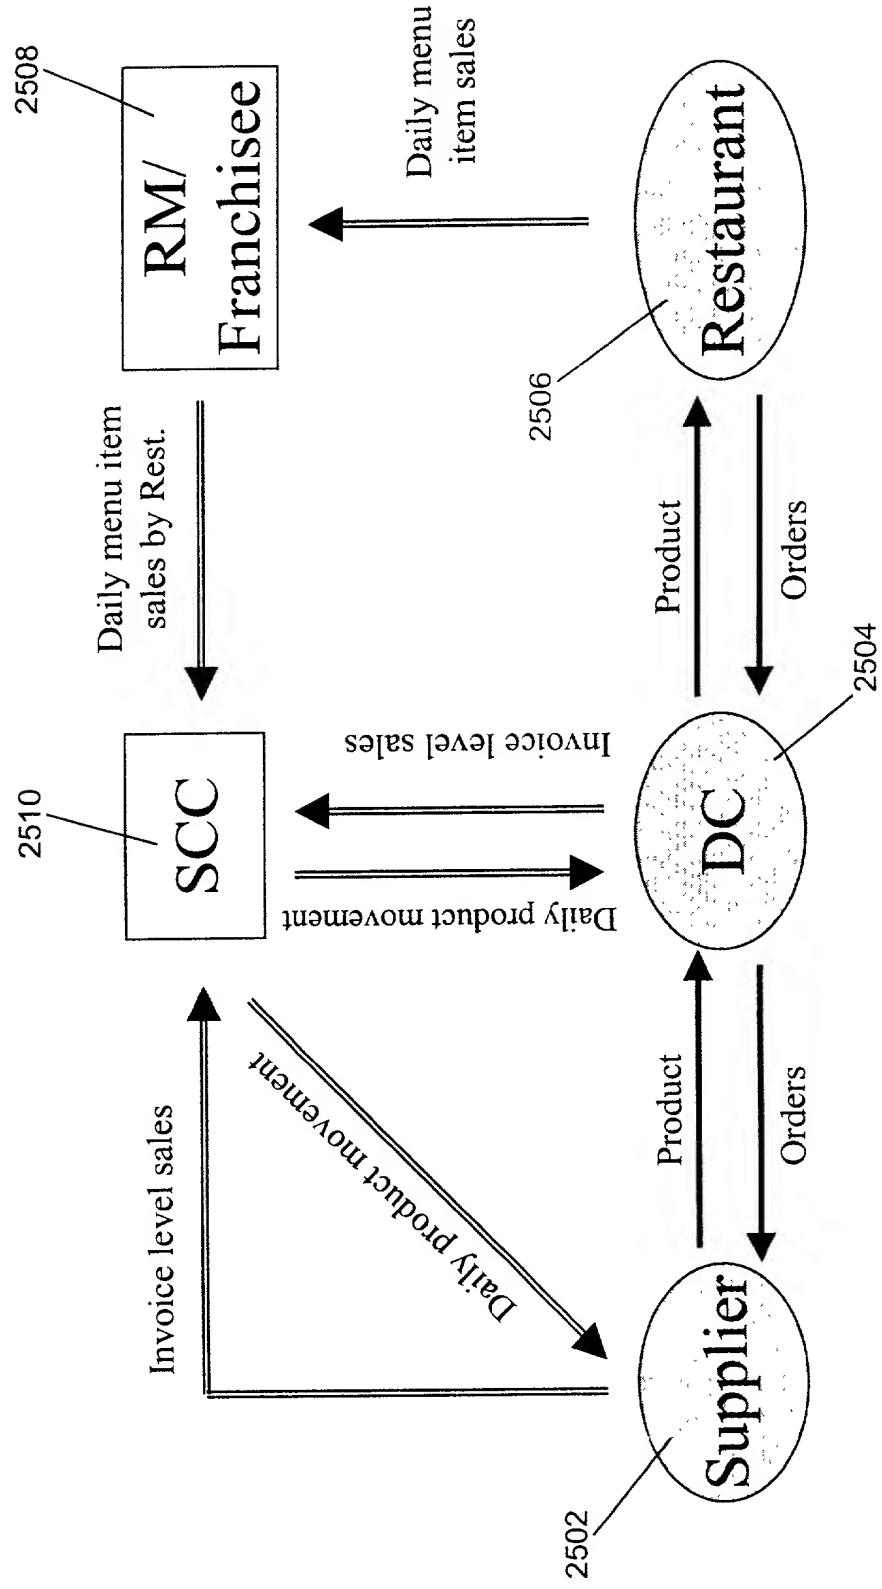 2510
SCC
Daily menu item
sales by Rest.
2508
RM/
Franchisee
Invoice level sales
Daily product movement
Daily product movement
Invoice level sales
Daily menu
item sales
2502
Supplier
Product
Orders
DC
2504
Product
Orders
2506
Restaurant